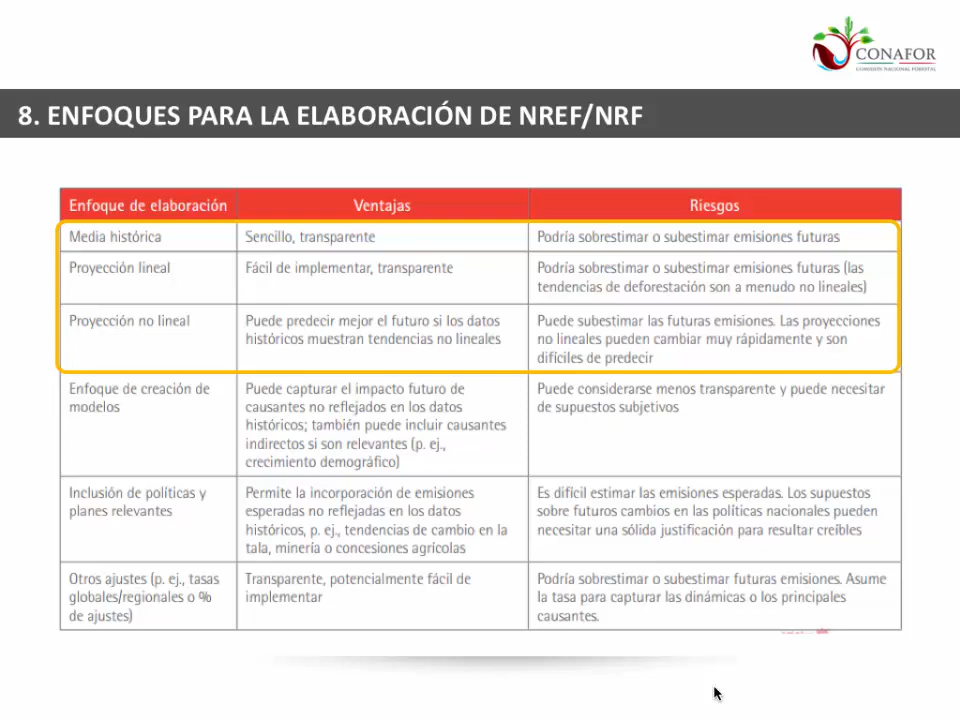 CONAFOR
COMISIÓN NACIONAL FORESTAL
8. ENFOQUES PARA LA ELABORACIÓN DE NREF/NRF
Enfoque de elaboración
Ventajas
Riesgos
Media histórica
Sencillo, transparente
Podría sobrestimar o subestimar emisiones futuras
Proyección lineal
Fácil de implementar, transparente
Podría sobrestimar o subestimar emisiones futuras (las
tendencias de deforestación son a menudo no lineales)
Proyección no lineal
Puede predecir mejor el futuro si los datos
históricos muestran tendencias no lineales
Puede subestimar las futuras emisiones. Las proyecciones
no lineales pueden cambiar muy rápidamente y son
difíciles de predecir
Enfoque de creación de
modelos
Puede capturar el impacto futuro de
causantes no reflejados en los datos
históricos; también puede incluir causantes
indirectos si son relevantes (p. ej.,
crecimiento demográfico)
Puede considerarse menos transparente y puede necesitar
de supuestos subjetivos
Inclusión de políticas y
planes relevantes
Permite la incorporación de emisiones
esperadas no reflejadas en los datos
históricos, p. ej., tendencias de cambio en la
tala, minería o concesiones agrícolas
Es difícil estimar las emisiones esperadas. Los supuestos
sobre futuros cambios en las políticas nacionales pueden
necesitar una sólida justificación para resultar creíbles
Otros ajustes (p. ej., tasas
globales/regionales o %
de ajustes)
Transparente, potencialmente fácil de
implementar
Podría sobrestimar o subestimar futuras emisiones. Asume
la tasa para capturar las dinámicas o los principales
causantes.